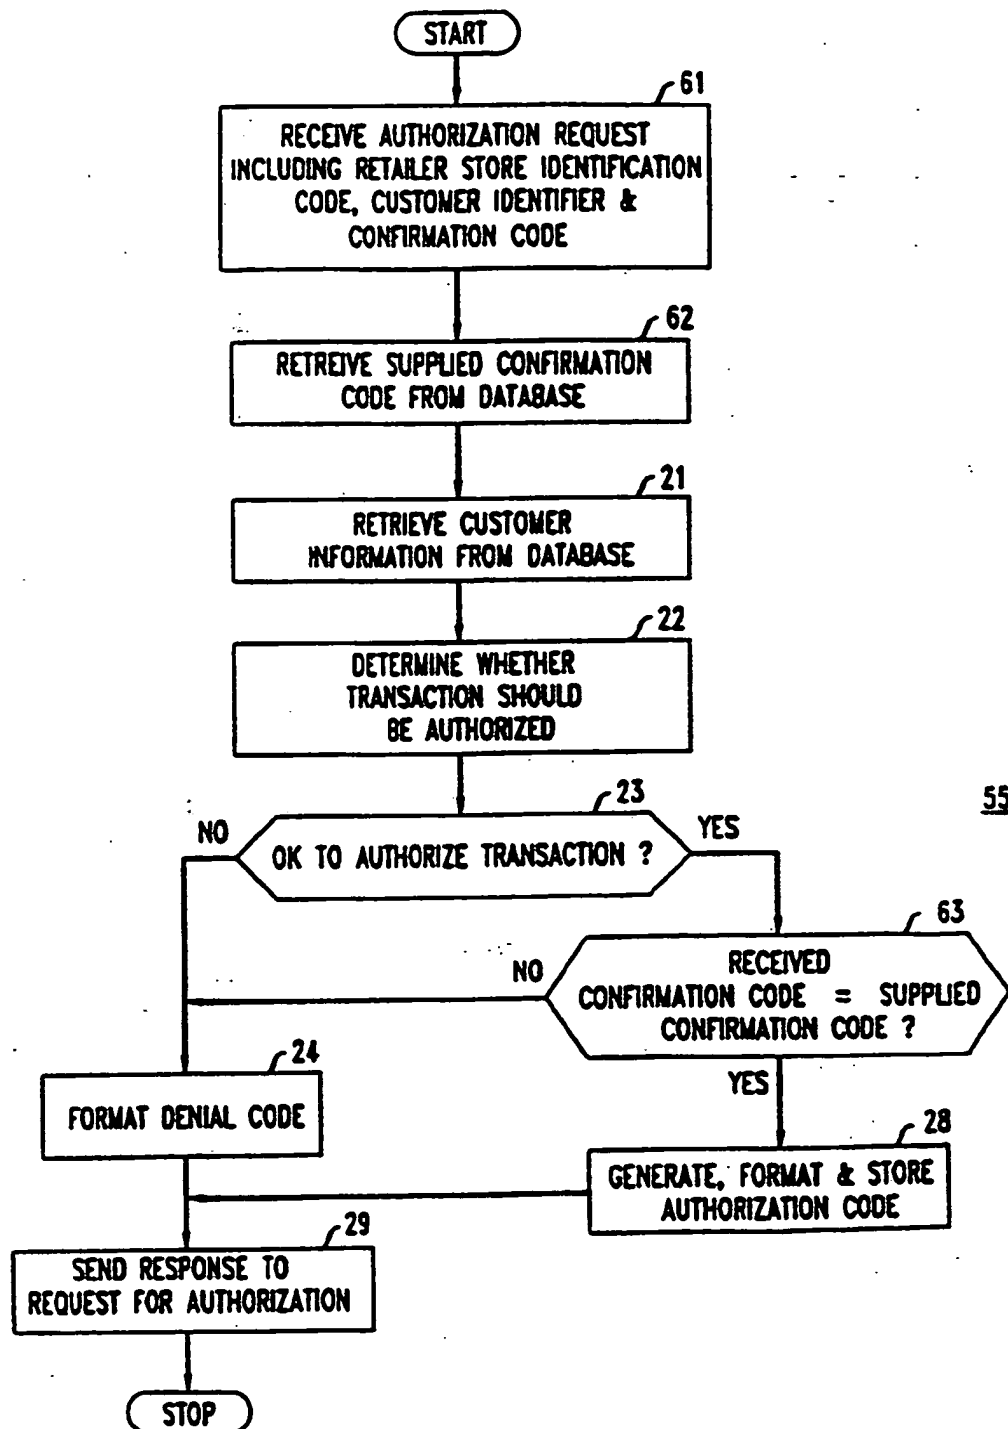 START
61
RECEIVE AUTHORIZATION REQUEST
INCLUDING RETAILER STORE IDENTIFICATION
CODE, CUSTOMER IDENTIFIER &
CONFIRMATION CODE
62
RETREIVE SUPPLIED CONFIRMATION
CODE FROM DATABASE
21
RETRIEVE CUSTOMER
INFORMATION FROM DATABASE
22
DETERMINE WHETHER
TRANSACTION SHOULD
BE AUTHORIZED
23
55
NO
OK TO AUTHORIZE TRANSACTION ?
YES
63
NO
RECEIVED
CONFIRMATION CODE = SUPPLIED
CONFIRMATION CODE ?
24
YES
FORMAT DENIAL CODE
28
GENERATE, FORMAT & STORE
AUTHORIZATION CODE
29
SEND RESPONSE TO
REQUEST FOR AUTHORIZATION
STOP